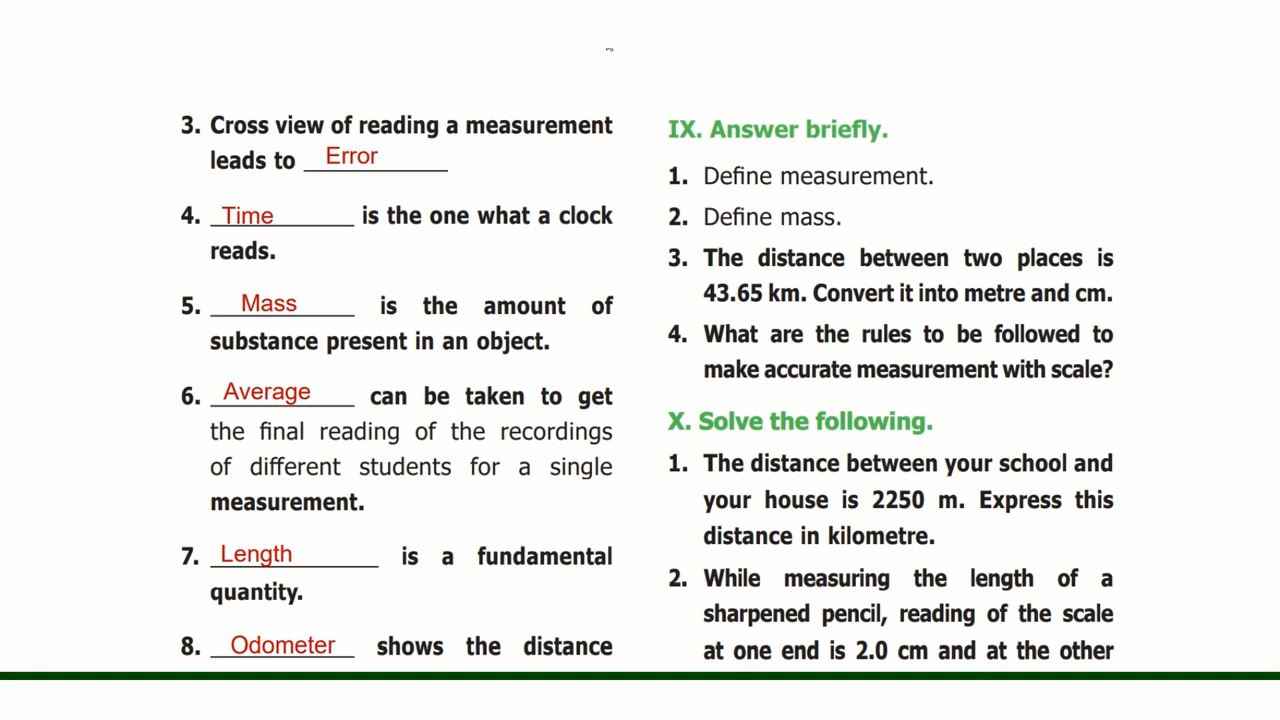 3. Cross view of reading a measurement
leads to Error
4. Time is the one what a clock
reads.
5. Mass is the amount of
substance present in an object.
6. Average can be taken to get
the final reading of the recordings
of different students for a single
measurement.
7. Length is a fundamental
quantity.
8. Odometer shows the distance
IX. Answer briefly.
1. Define measurement.
2. Define mass.
3. The distance between two places is
43.65 km. Convert it into metre and cm.
4. What are the rules to be followed to
make accurate measurement with scale?
X. Solve the following.
1. The distance between your school and
your house is 2250 m. Express this
distance in kilometre.
2. While measuring the length of a
sharpened pencil, reading of the scale
at one end is 2.0 cm and at the other